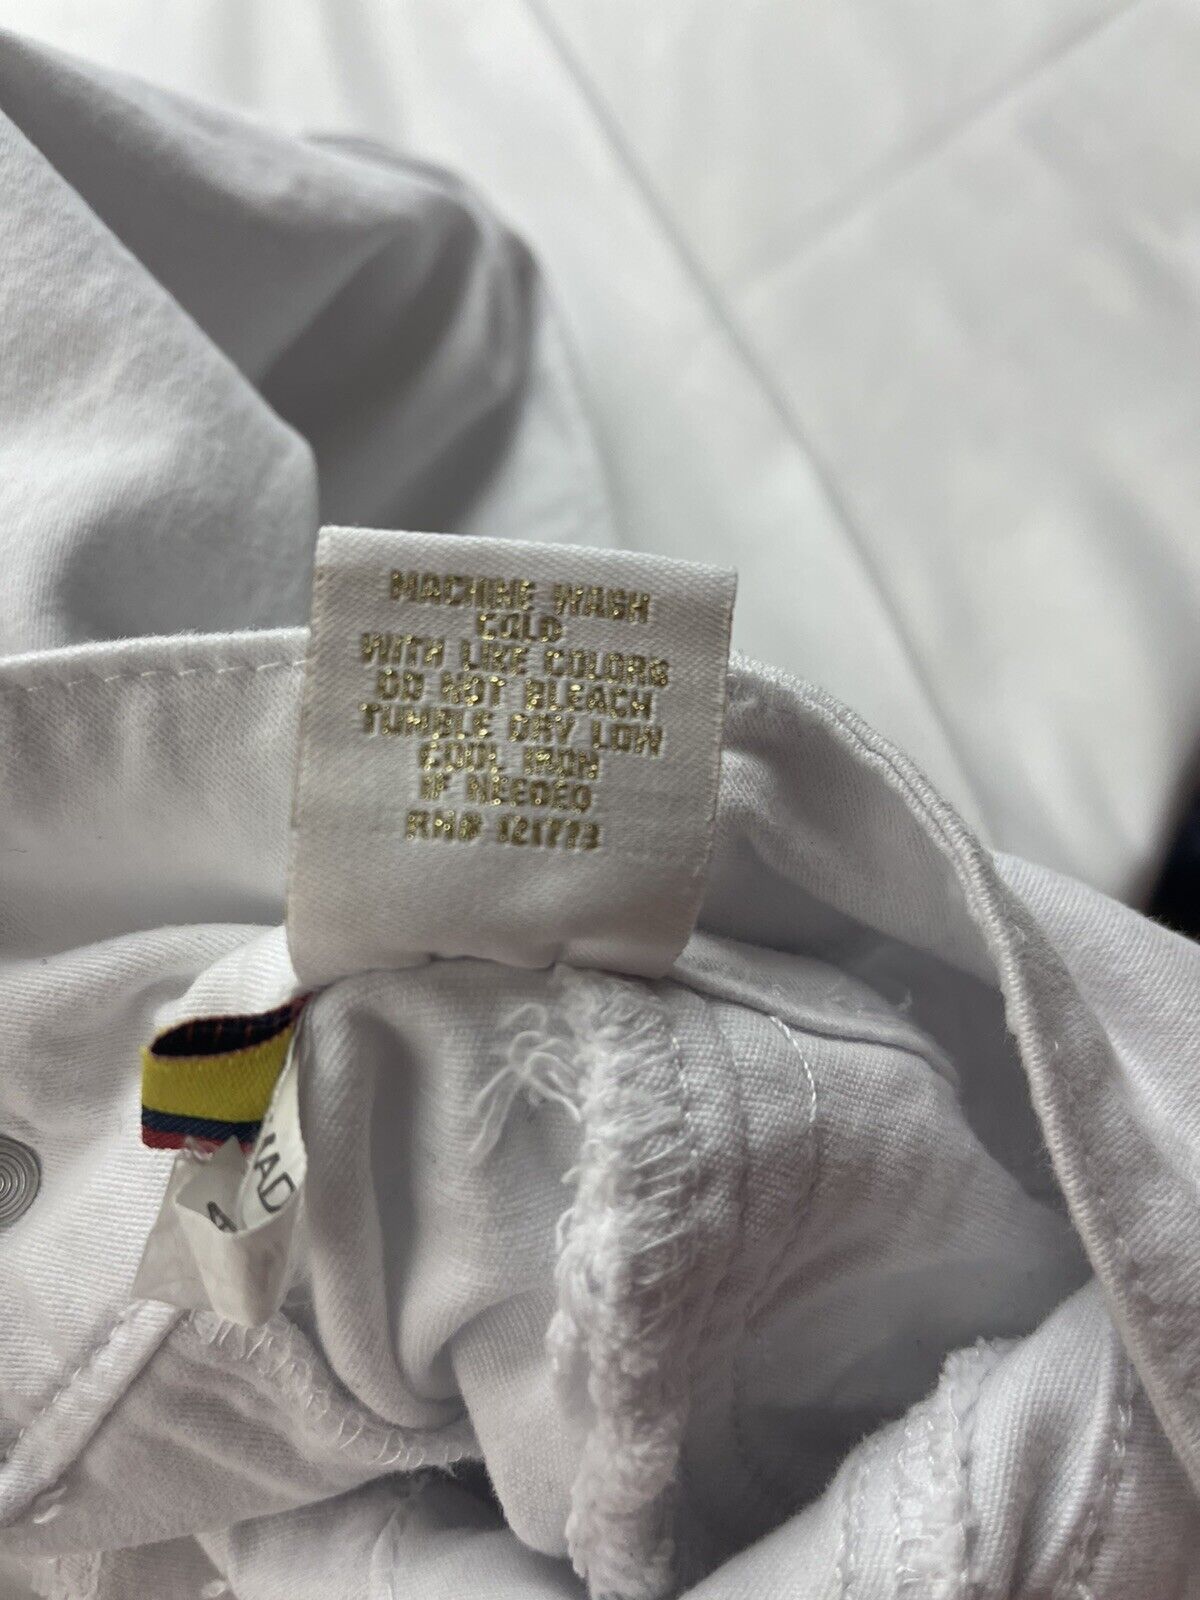 MACHINE WASH
COLD
WITH LIKE COLORS
DO NOT BLEACH
TUMBLE DRY LOW
COOL IRON
IF NEEDED
RN# 121773